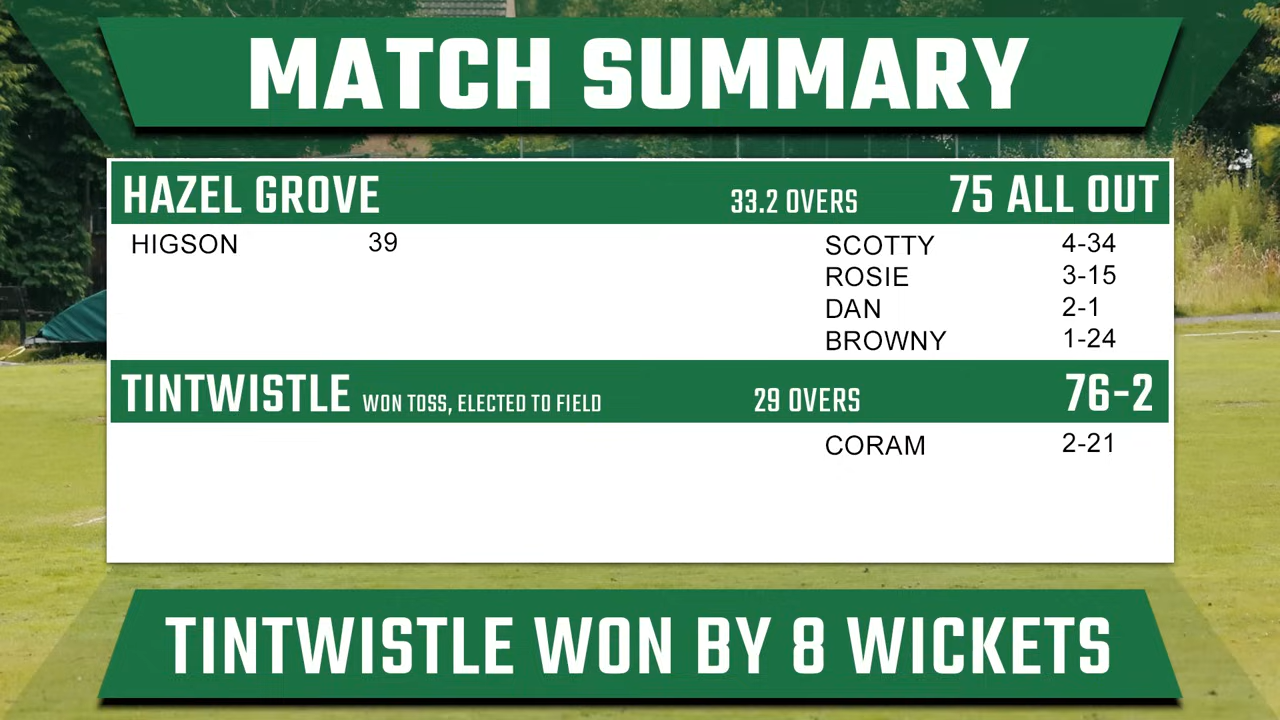 MATCH SUMMARY
HAZEL GROVE 33.2 OVERS 75 ALL OUT
HIGSON 39 SCOTTY 4-34
ROSIE 3-15
DAN 2-1
BROWNY 1-24
TINTWISTLE WON TOSS, ELECTED TO FIELD 29 OVERS 76-2
CORAM 2-21
TINTWISTLE WON BY 8 WICKETS